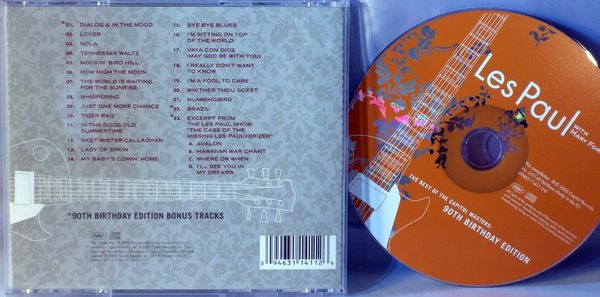 *01. DIALOG & IN THE MOOD
02. LOVER
03. NOLA
04. TENNESSEE WALTZ
05. MOCKIN' BIRD HILL
06. HOW HIGH THE MOON
07. THE WORLD IS WAITING
FOR THE SUNRISE
08. WHISPERING
09. JUST ONE MORE CHANCE
10. TIGER RAG
11. IN THE GOOD OLD
SUMMERTIME
12. MEET MISTER CALLAGHAN
13. LADY OF SPAIN
14. MY BABY'S COMIN' HOME
15. BYE BYE BLUES
16. I'M SITTING ON TOP
OF THE WORLD
17. VAYA CON DIOS
(MAY GOD BE WITH YOU)
18. I REALLY DON'T WANT
TO KNOW
19. I'M A FOOL TO CARE
20. WHITHER THOU GOEST
21. HUMMINGBIRD
*22. BRAZIL
*23. EXCERPT FROM
THE LES PAUL SHOW:
"THE CASE OF THE
MISSING LES PAULVERIZER"
A. AVALON
B. HAWAIIAN WAR CHANT
C. WHERE OR WHEN
D. I'LL SEE YOU IN
MY DREAMS
*90TH BIRTHDAY EDITION BONUS TRACKS
0 94631 14112 6
Les Paul
WITH
MARY FOR
THE BEST OF THE CAPITOL MASTERS:
90TH BIRTHDAY EDITION